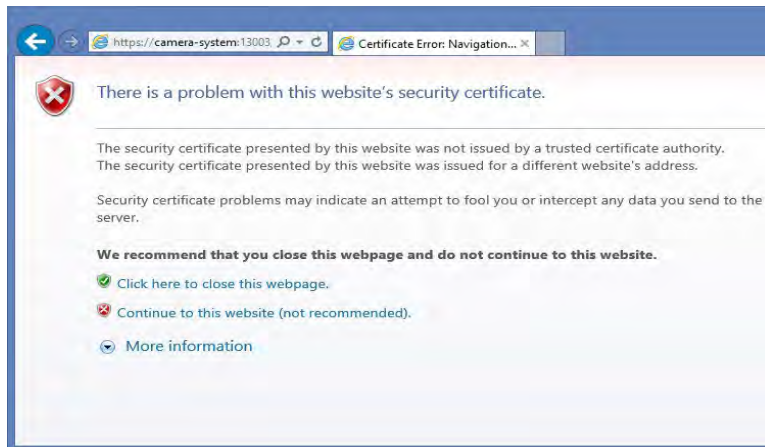 https://camera-system:13003
Certificate Error: Navigation...
There is a problem with this website's security certificate.
The security certificate presented by this website was not issued by a trusted certificate authority.
The security certificate presented by this website was issued for a different website's address.
Security certificate problems may indicate an attempt to fool you or intercept any data you send to the
server.
We recommend that you close this webpage and do not continue to this website.
Click here to close this webpage.
Continue to this website (not recommended).
More information